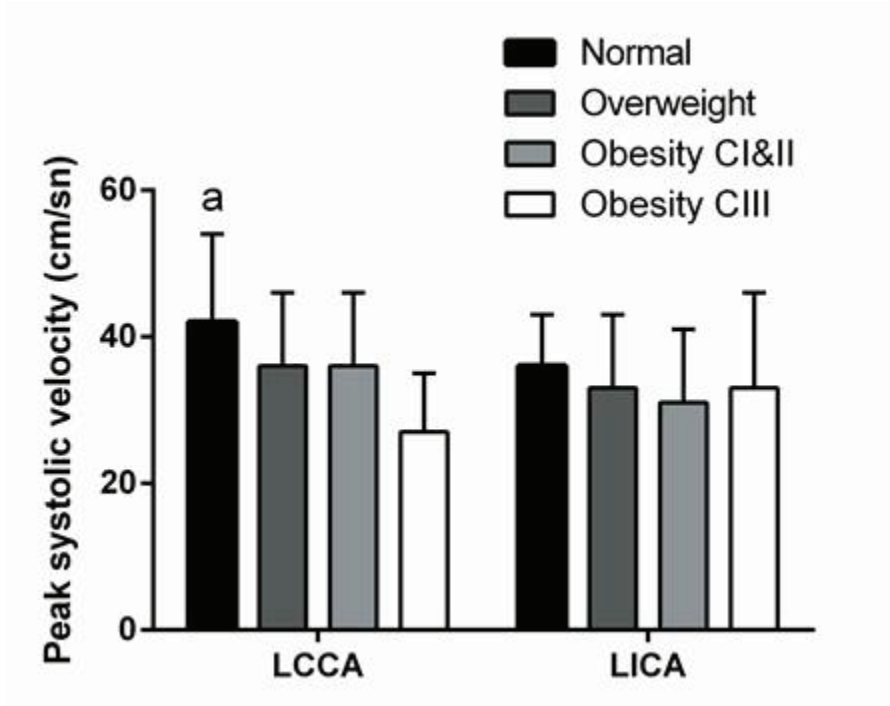 Normal
Overweight
Obesity CI&II
Obesity CIII
Peak systolic velocity (cm/sn)
60
40
20
0
a
LCCA
LICA